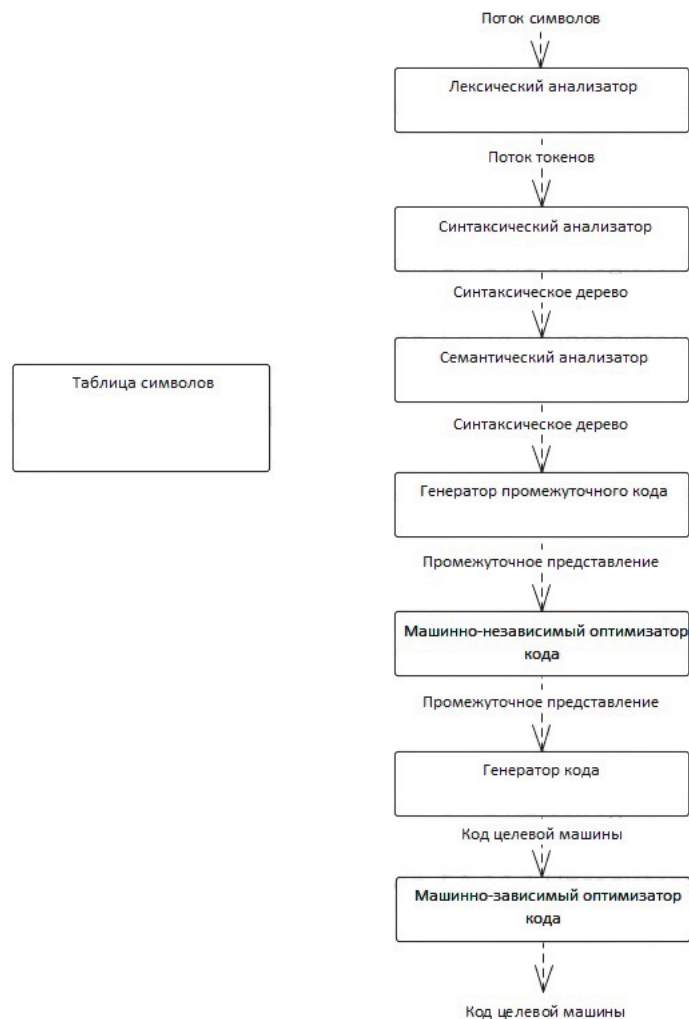 Поток символов
Лексический анализатор
Поток токенов
Синтаксический анализатор
Синтаксическое дерево
Семантический анализатор
Таблица символов
Синтаксическое дерево
Генератор промежуточного кода
Промежуточное представление
Машинно-независимый оптимизатор
кода
Промежуточное представление
Генератор кода
Код целевой машины
Машинно-зависимый оптимизатор
кода
Код целевой машины